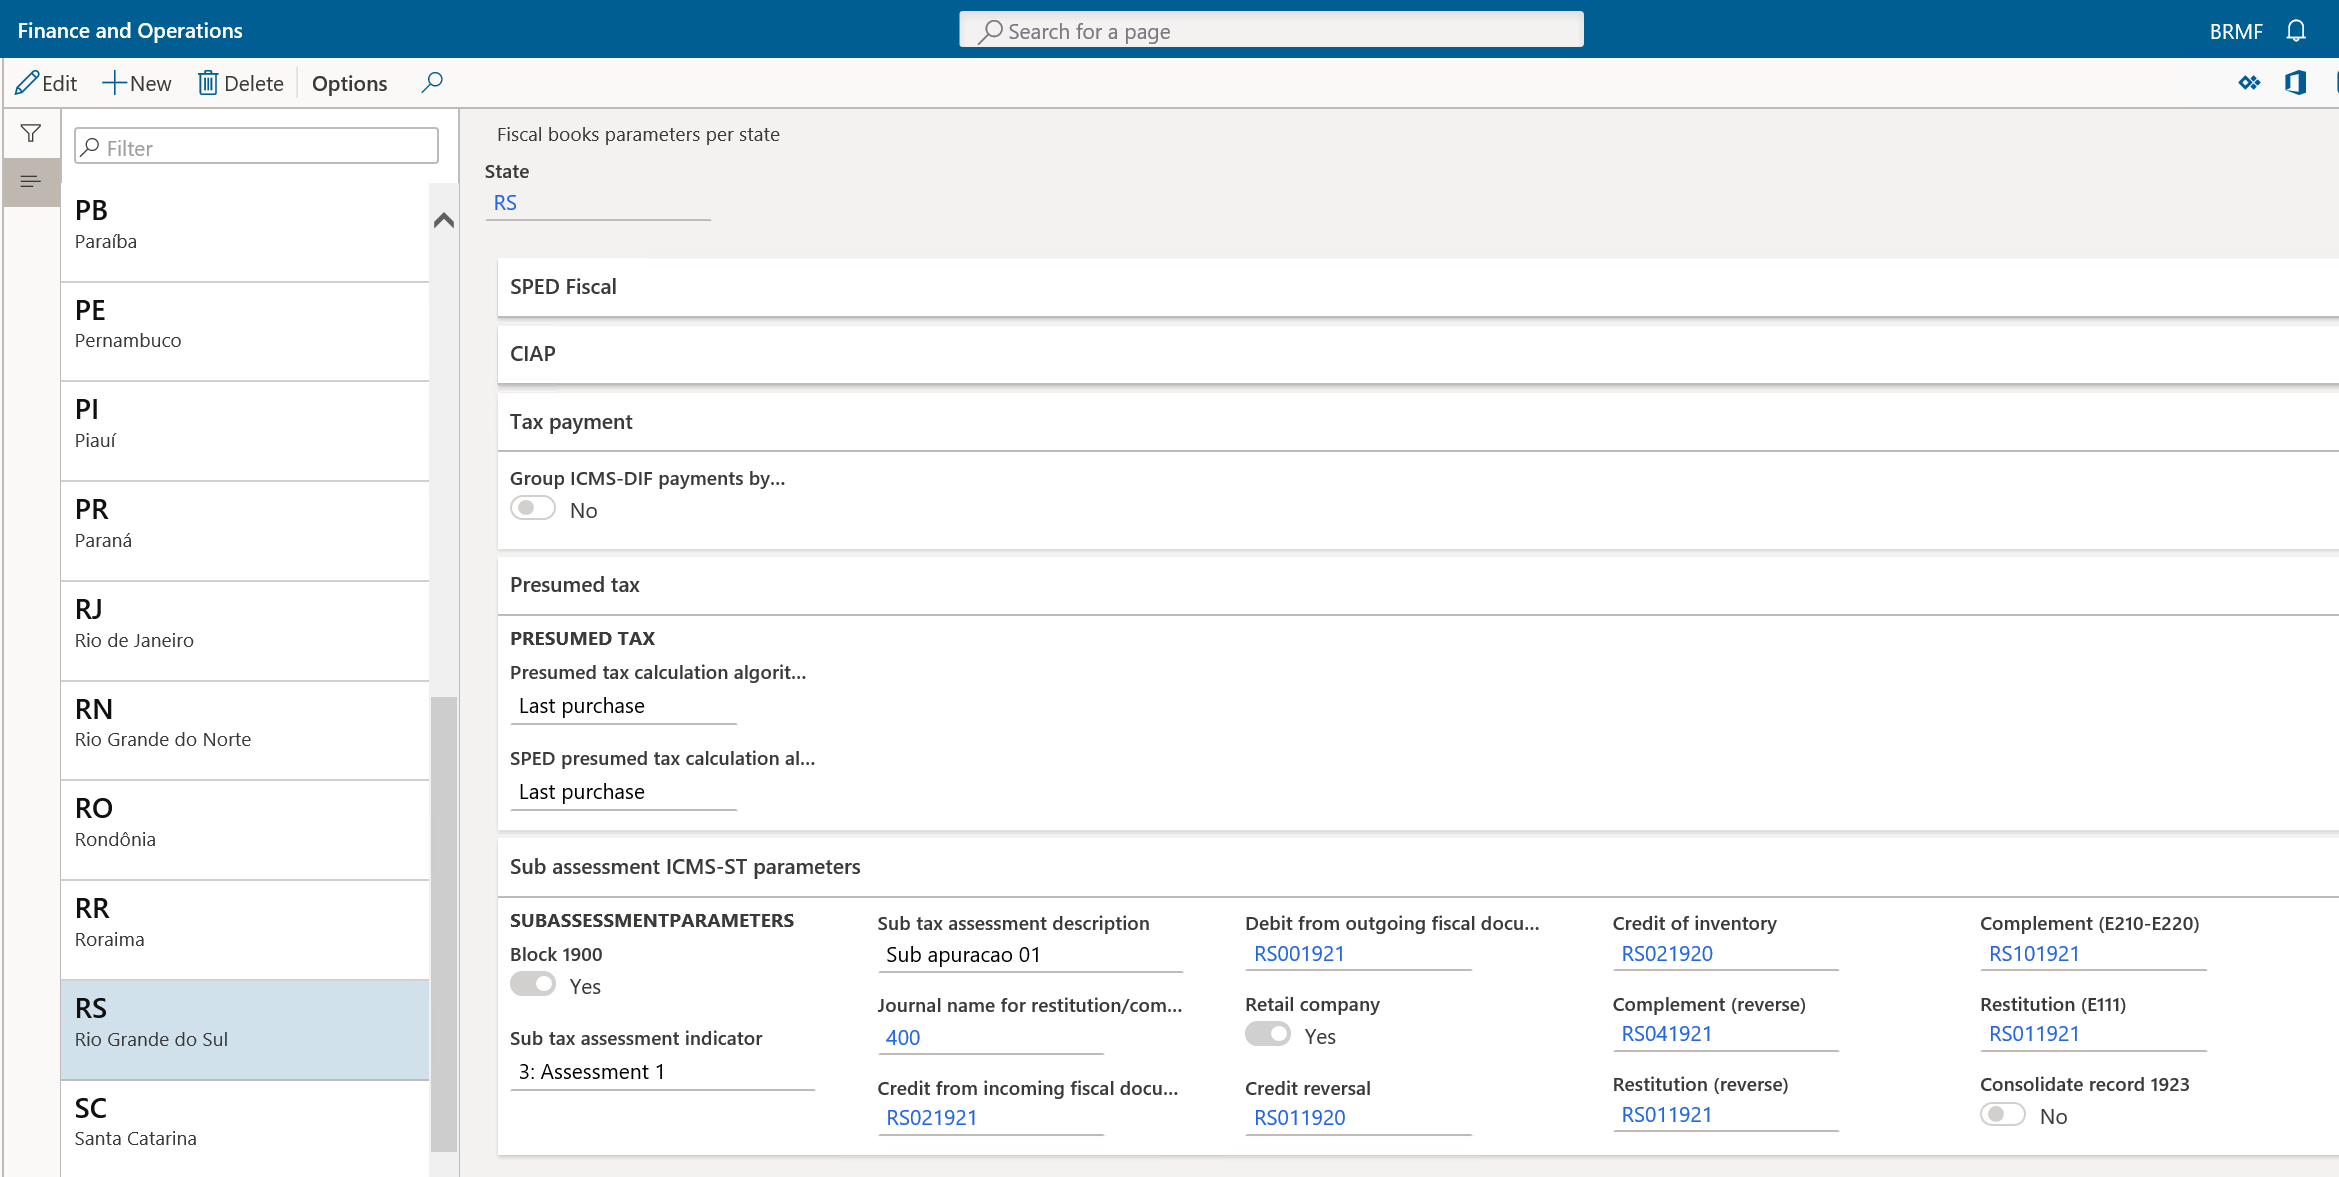 Finance and Operations
Search for a page
BRMF
Edit
New
Delete
Options
Filter
PB
Paraíba
PE
Pernambuco
PI
Piauí
PR
Paraná
RJ
Rio de Janeiro
RN
Rio Grande do Norte
RO
Rondônia
RR
Roraima
RS
Rio Grande do Sul
SC
Santa Catarina
Fiscal books parameters per state
State
RS
SPED Fiscal
CIAP
Tax payment
Group ICMS-DIF payments by...
No
Presumed tax
PRESUMED TAX
Presumed tax calculation algorit...
Last purchase
SPED presumed tax calculation al...
Last purchase
Sub assessment ICMS-ST parameters
SUBASSESSMENTPARAMETERS
Block 1900
Yes
Sub tax assessment indicator
3: Assessment 1
Sub tax assessment description
Sub apuracao 01
Journal name for restitution/com...
400
Credit from incoming fiscal docu...
RS021921
Debit from outgoing fiscal docu...
RS001921
Retail company
Yes
Credit reversal
RS011920
Credit of inventory
RS021920
Complement (reverse)
RS041921
Restitution (reverse)
RS011921
Complement (E210-E220)
RS101921
Restitution (E111)
RS011921
Consolidate record 1923
No